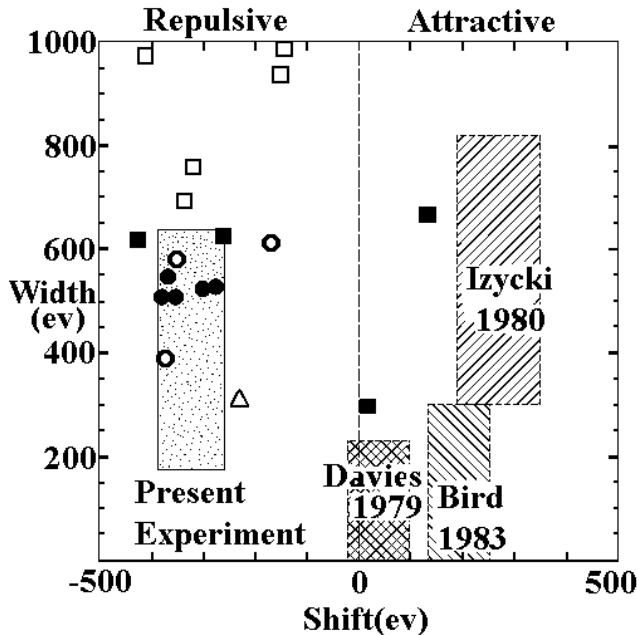 Repulsive Attractive
1000
800
600
Width
(ev)
400
200
Izycki
1980
Davies
1979
Bird
1983
Present
Experiment
-500 0 500
Shift(ev)